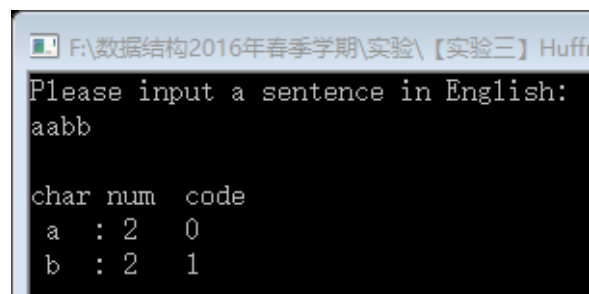 F:\数据结构2016年春季学期\实验\【实验三】Huff
Please input a sentence in English:
aabb
char num  code
a  : 2   0
b  : 2   1